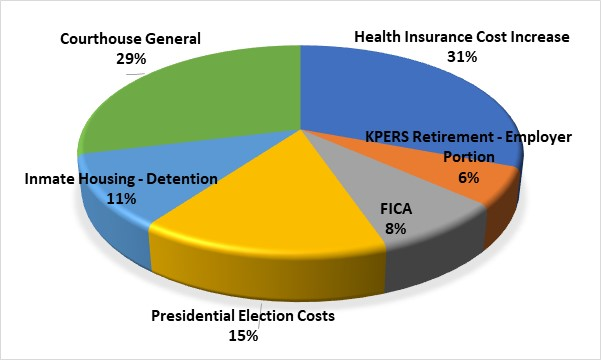 Courthouse General
29%
Health Insurance Cost Increase
31%
KPERS Retirement - Employer
Portion
6%
Inmate Housing - Detention
11%
FICA
8%
Presidential Election Costs
15%